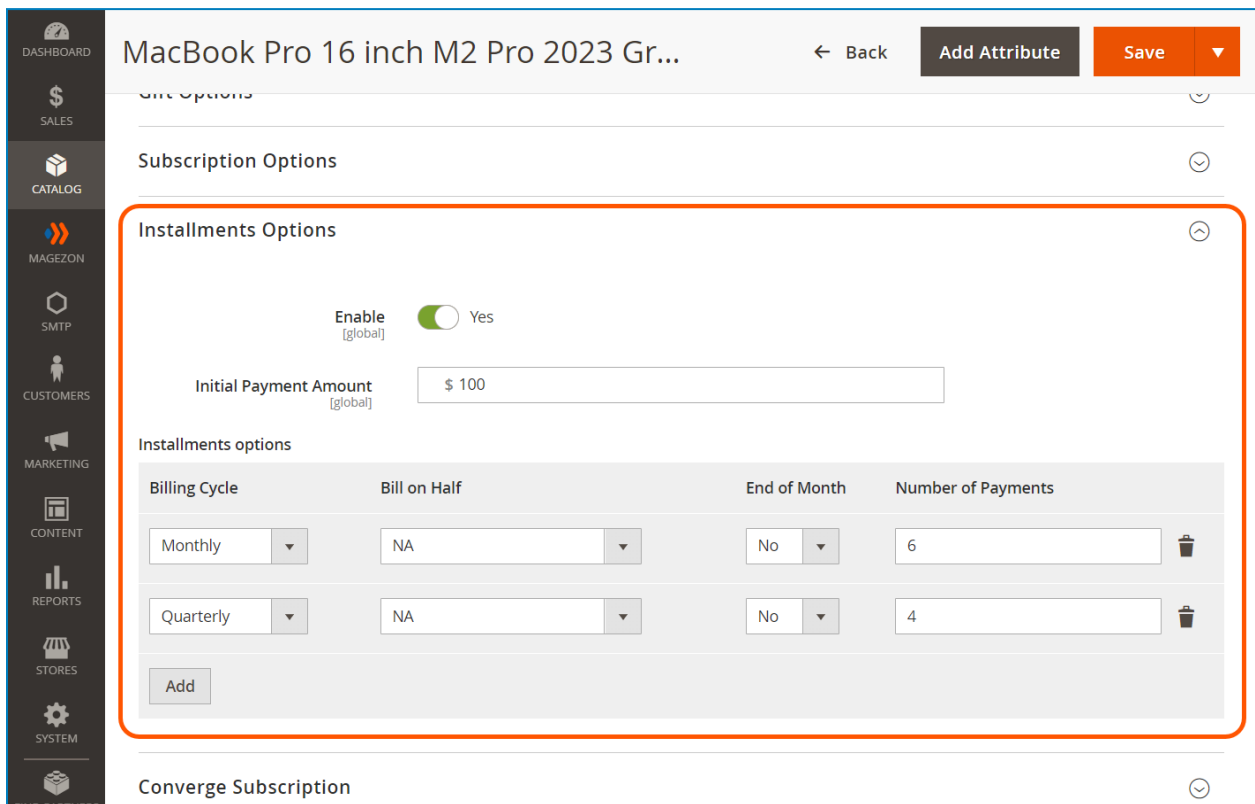 DASHBOARD
SALES
CATALOG
MAGEZON
SMTP
CUSTOMERS
MARKETING
CONTENT
REPORTS
STORES
SYSTEM
MacBook Pro 16 inch M2 Pro 2023 Gr...
← Back
Add Attribute
Save
Gift Options
Subscription Options
Installments Options
Enable
[global]
Yes
Initial Payment Amount
[global]
$ 100
Installments options
Billing Cycle Bill on Half End of Month Number of Payments
Monthly NA No 6
Quarterly NA No 4
Add
Converge Subscription